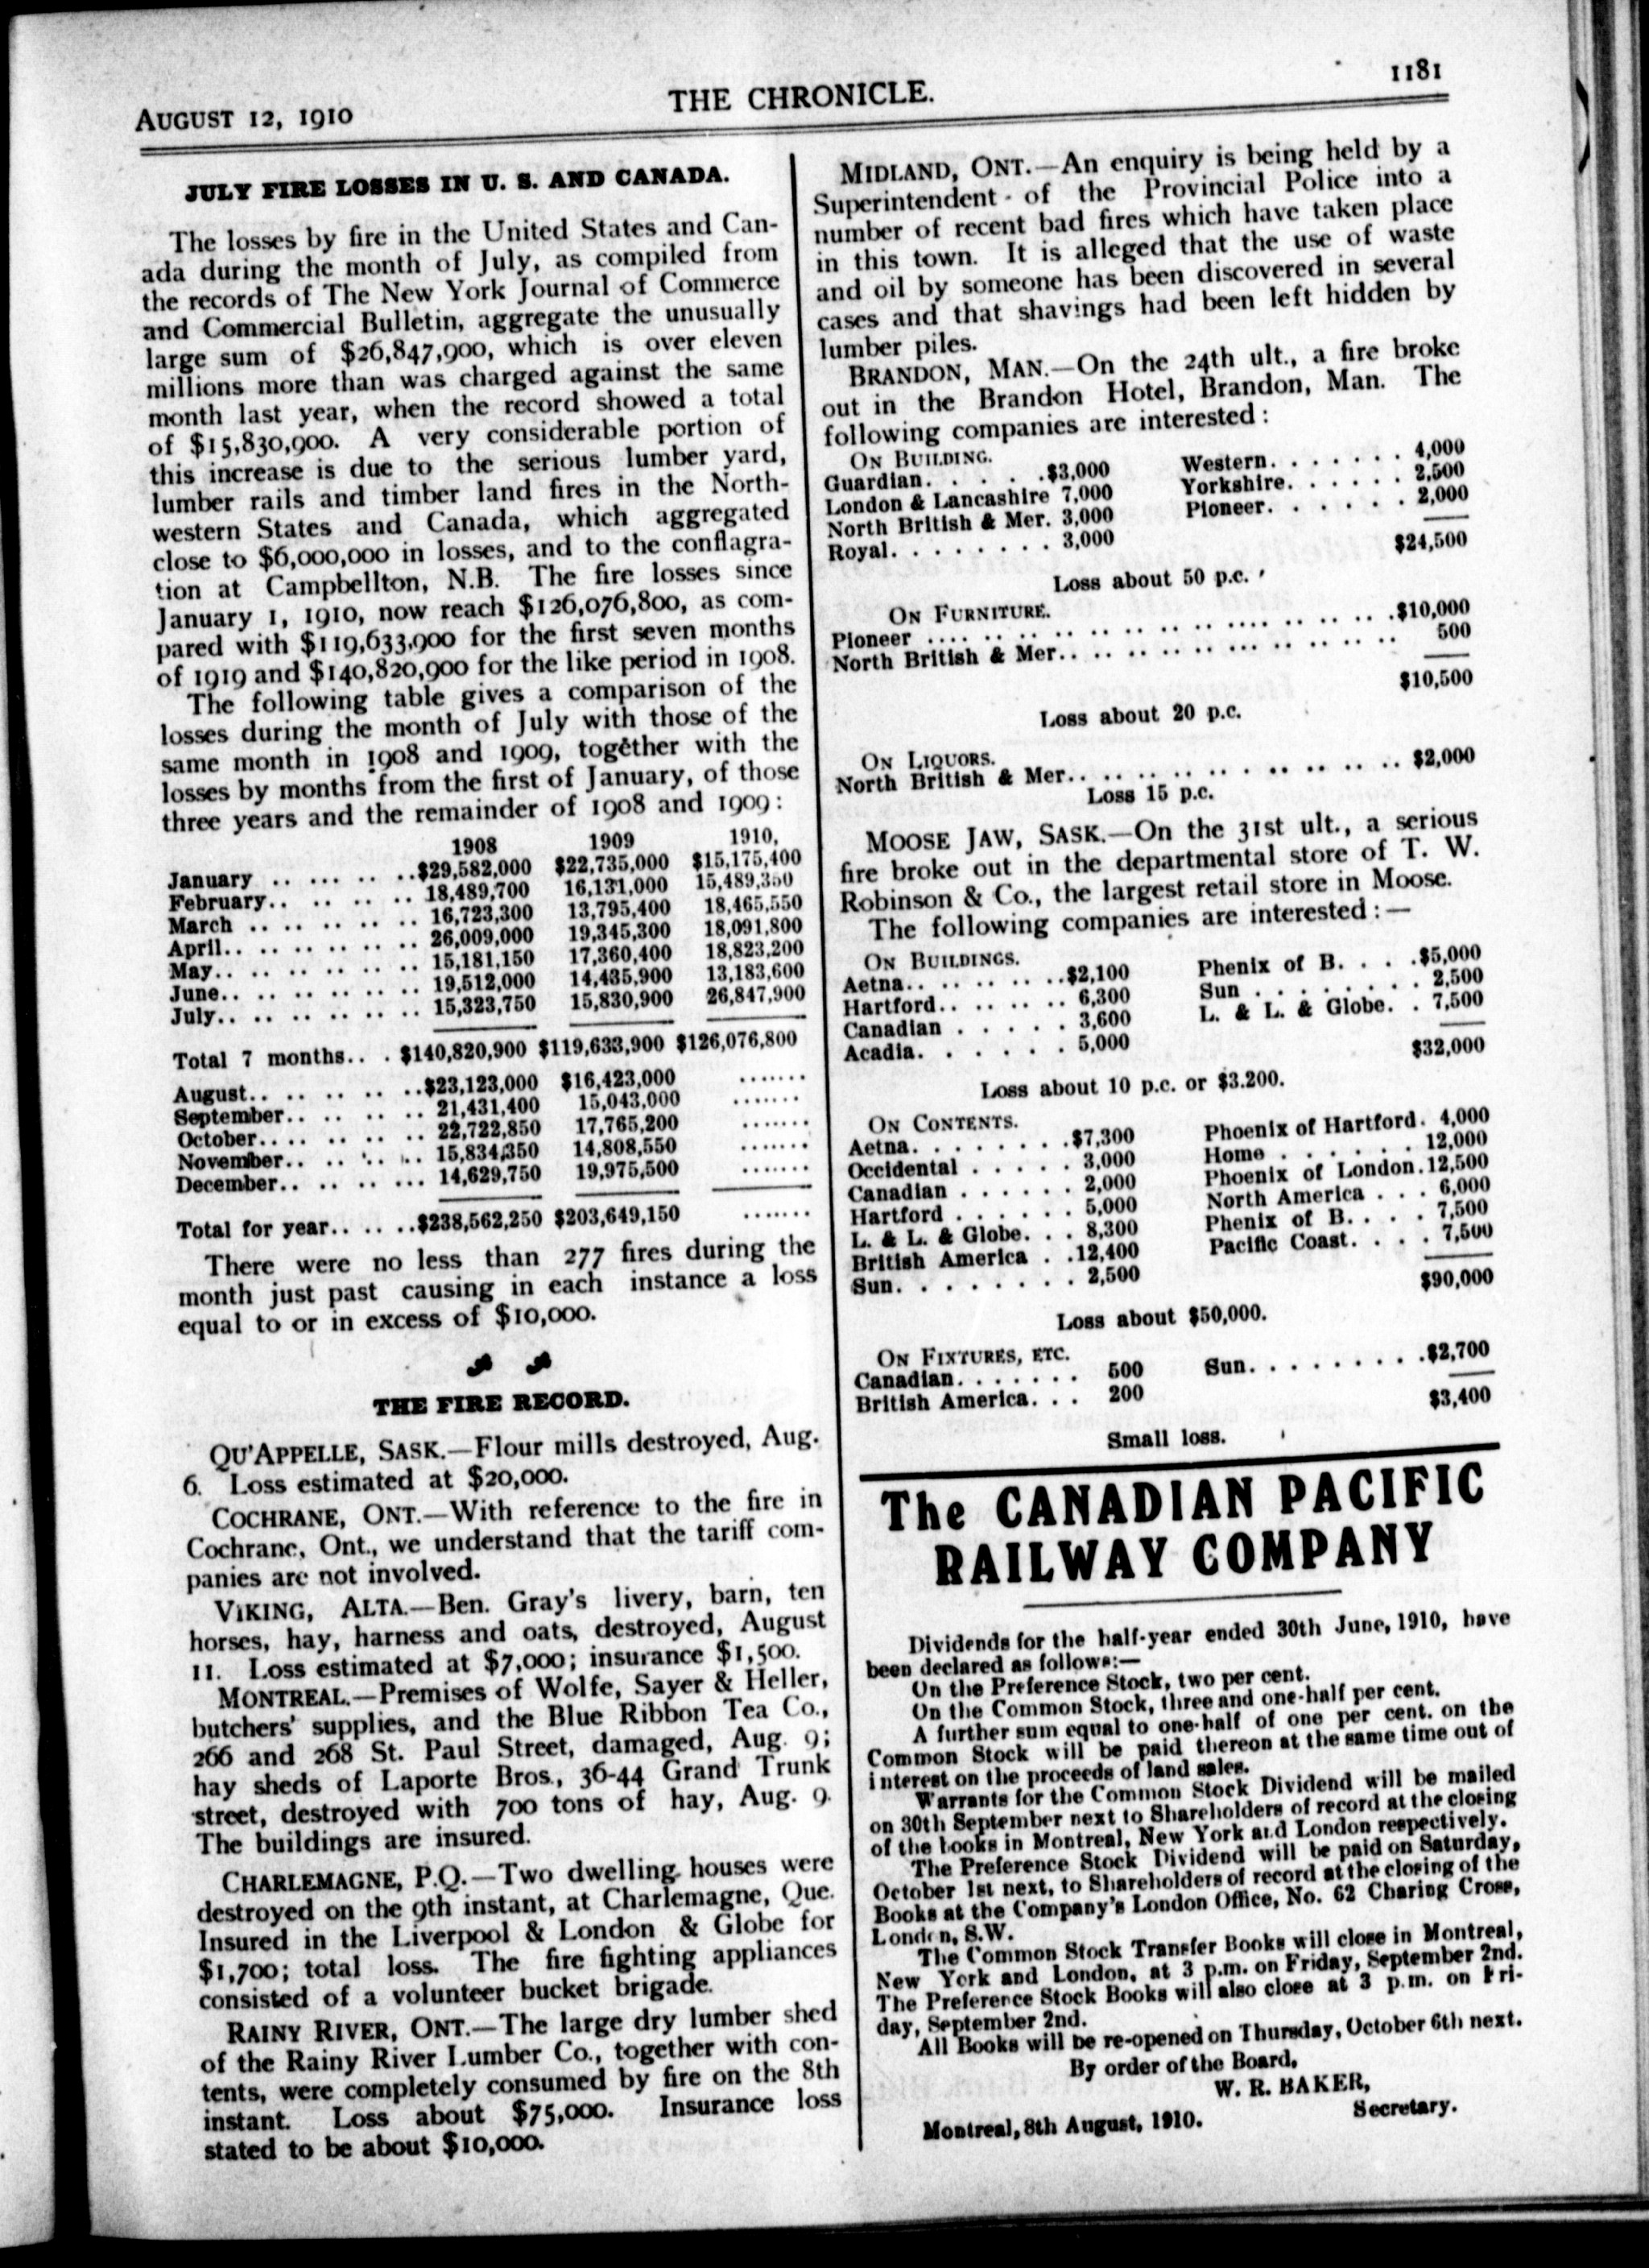 AUGUST 12, 1910
THE CHRONICLE.
1181
JULY FIRE LOSSES IN U. S. AND CANADA.
The losses by fire in the United States and Can-
ada during the month of July, as compiled from
the records of The New York Journal of Commerce
and Commercial Bulletin, aggregate the unusually
large sum of $26,847,900, which is over eleven
millions more than was charged against the same
month last year, when the record showed a total
of $15,830,900. A very considerable portion of
this increase is due to the serious lumber yard,
lumber rails and timber land fires in the North-
western States and Canada, which aggregated
close to $6,000,000 in losses, and to the conflagra-
tion at Campbellton, N.B. The fire losses since
January 1, 1910, now reach $126,076,800, as com-
pared with $119,633,900 for the first seven months
of 1919 and $140,820,900 for the like period in 1908.
The following table gives a comparison of the
losses during the month of July with those of the
same month in 1908 and 1909, together with the
losses by months from the first of January, of those
three years and the remainder of 1908 and 1909:
1908 1909 1910,
January .. ... .. ..$29,582,000 $22,735,000 $15,175,400
February.. .. .. .. .. 18,489,700 16,131,000 15,489,350
March .. .. .. .. .. .. 16,723,300 13,795,400 18,465,550
April.. .. .. .. .. .. .. 26,009,000 19,345,300 18,091,800
May.. .. .. .. .. .. .. 15,181,150 17,360,400 18,823,200
June.. .. .. .. .. .. .. 19,512,000 14,435,900 13,183,600
July.. .. .. .. .. .. .. 15,323,750 15,830,900 26,847,900
Total 7 months.. . $140,820,900 $119,633,900 $126,076,800
August.. .. .. .. ..$23,123,000 $16,423,000 .......
September.. .. .. .. .. 21,431,400 15,043,000 .......
October.. .. .. .. .. .. 22,722,850 17,765,200 .......
November.. .. .. .. .. 15,834,350 14,808,550 .......
December.. .. .. .. ... 14,629,750 19,975,500 .......
Total for year.. .. ..$238,562,250 $203,649,150 .......
There were no less than 277 fires during the
month just past causing in each instance a loss
equal to or in excess of $10,000.
THE FIRE RECORD.
QU'APPELLE, SASK.—Flour mills destroyed, Aug.
6. Loss estimated at $20,000.
COCHRANE, ONT.—With reference to the fire in
Cochrane, Ont., we understand that the tariff com-
panies are not involved.
VIKING, ALTA.—Ben. Gray's livery, barn, ten
horses, hay, harness and oats, destroyed, August
11. Loss estimated at $7,000; insurance $1,500.
MONTREAL.—Premises of Wolfe, Sayer & Heller,
butchers' supplies, and the Blue Ribbon Tea Co.,
266 and 268 St. Paul Street, damaged, Aug. 9;
hay sheds of Laporte Bros., 36-44 Grand Trunk
street, destroyed with 700 tons of hay, Aug. 9.
The buildings are insured.
CHARLEMAGNE, P.Q.—Two dwelling houses were
destroyed on the 9th instant, at Charlemagne, Que.
Insured in the Liverpool & London & Globe for
$1,700; total loss. The fire fighting appliances
consisted of a volunteer bucket brigade.
RAINY RIVER, ONT.—The large dry lumber shed
of the Rainy River Lumber Co., together with con-
tents, were completely consumed by fire on the 8th
instant. Loss about $75,000. Insurance loss
stated to be about $10,000.
MIDLAND, ONT.—An enquiry is being held by a
Superintendent of the Provincial Police into a
number of recent bad fires which have taken place
in this town. It is alleged that the use of waste
and oil by someone has been discovered in several
cases and that shavings had been left hidden by
lumber piles.
BRANDON, MAN.—On the 24th ult., a fire broke
out in the Brandon Hotel, Brandon, Man. The
following companies are interested:
ON BUILDING.
Guardian. . . . . .$3,000 Western. . . . . . . 4,000
London & Lancashire 7,000 Yorkshire. . . . . . 2,500
North British & Mer. 3,000 Pioneer. . . . . . . 2,000
Royal. . . . . . . . 3,000
$24,500
Loss about 50 p.c.
ON FURNITURE.
Pioneer .... .. .. .. .. .. .. .. .... .. .. .$10,000
North British & Mer.. .. .. .. .. .. ... .. .. .. .. 500
$10,500
Loss about 20 p.c.
ON LIQUORS.
North British & Mer.. .. .. .. .. . .. .. .. .. .. $2,000
Loss 15 p.c.
MOOSE JAW, SASK.—On the 31st ult., a serious
fire broke out in the departmental store of T. W.
Robinson & Co., the largest retail store in Moose.
The following companies are interested:—
ON BUILDINGS.
Aetna.. .. .. .. ..$2,100 Phenix of B. . . .$5,000
Hartford.. .. .. .. .. 6,300 Sun . . . . . . . . 2,500
Canadian . . . . . 3,600 L. & L. & Globe. . 7,500
Acadia. . . . . . . 5,000
$32,000
Loss about 10 p.c. or $3.200.
ON CONTENTS.
Aetna. . . . . . . .$7,300 Phoenix of Hartford. 4,000
Occidental . . . . . 3,000 Home . . . . . . 12,000
Canadian . . . . . . 2,000 Phoenix of London.12,500
Hartford . . . . . . 5,000 North America . . . 6,000
L. & L. & Globe. . . 8,300 Phenix of B. . . . 7,500
British America . .12,400 Pacific Coast. . . . 7,500
Sun. . . . . . . . 2,500
$90,000
Loss about $50,000.
ON FIXTURES, ETC.
Canadian. . . . . . . 500 Sun. . . . . . . . .$2,700
British America. . . 200
$3,400
Small loss.
The CANADIAN PACIFIC
RAILWAY COMPANY
Dividends for the half-year ended 30th June, 1910, have
been declared as follows:—
On the Preference Stock, two per cent.
On the Common Stock, three and one-half per cent.
A further sum equal to one-half of one per cent. on the
Common Stock will be paid thereon at the same time out of
interest on the proceeds of land sales.
Warrants for the Common Stock Dividend will be mailed
on 30th September next to Shareholders of record at the closing
of the books in Montreal, New York and London respectively.
The Preference Stock Dividend will be paid on Saturday,
October 1st next, to Shareholders of record at the closing of the
Books at the Company's London Office, No. 62 Charing Cross,
London, S.W.
The Common Stock Transfer Books will close in Montreal,
New York and London, at 3 p.m. on Friday, September 2nd.
The Preference Stock Books will also close at 3 p.m. on Fri-
day, September 2nd.
All Books will be re-opened on Thursday, October 6th next.
By order of the Board,
W. R. BAKER,
Secretary.
Montreal, 8th August, 1910.